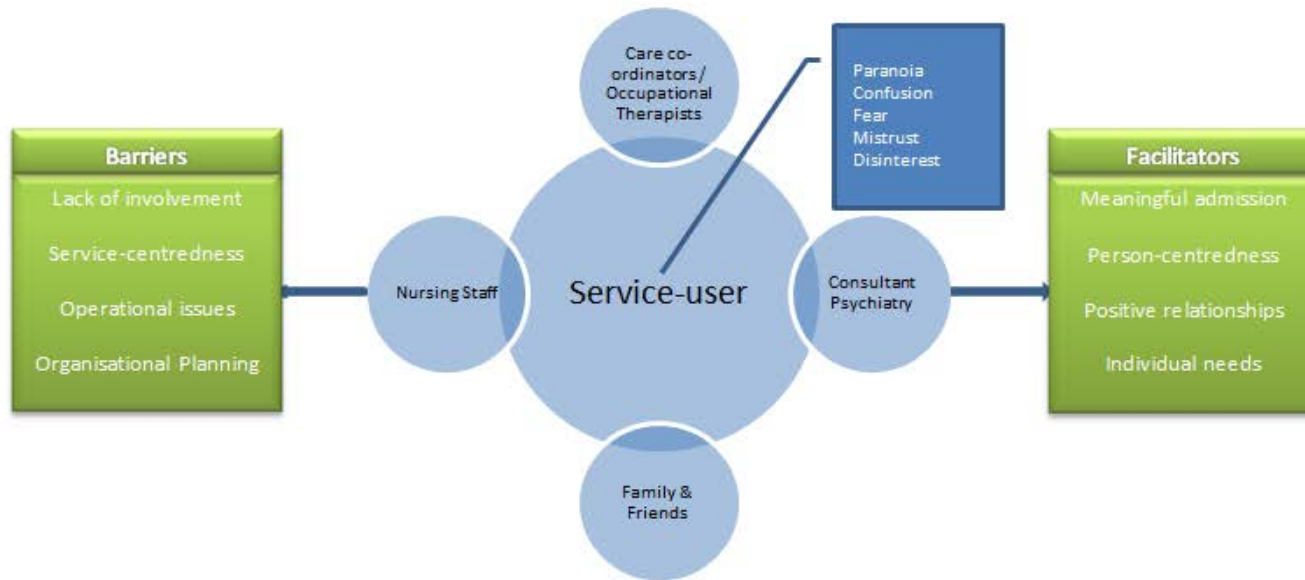 Care co-
ordinators/
Occupational
Therapists
Paranoia
Confusion
Fear
Mistrust
Disinterest
Barriers
Lack of involvement
Service-centredness
Operational issues
Organisational Planning
Nursing Staff
Service-user
Consultant
Psychiatry
Facilitators
Meaningful admission
Person-centredness
Positive relationships
Individual needs
Family &
Friends